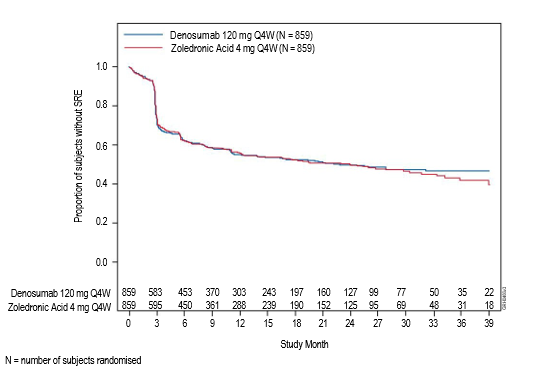 Denosumab 120 mg Q4W (N = 859)
Zoledronic Acid 4 mg Q4W (N = 859)
Proportion of subjects without SRE
1.0
0.8
0.6
0.4
0.2
0.0
Denosumab 120 mg Q4W 859 583 453 370 303 243 197 160 127 99 77 50 35 22
Zoledronic Acid 4 mg Q4W 859 595 450 361 288 239 190 152 125 95 69 48 31 18
0 3 6 9 12 15 18 21 24 27 30 33 36 39
Study Month
N = number of subjects randomised